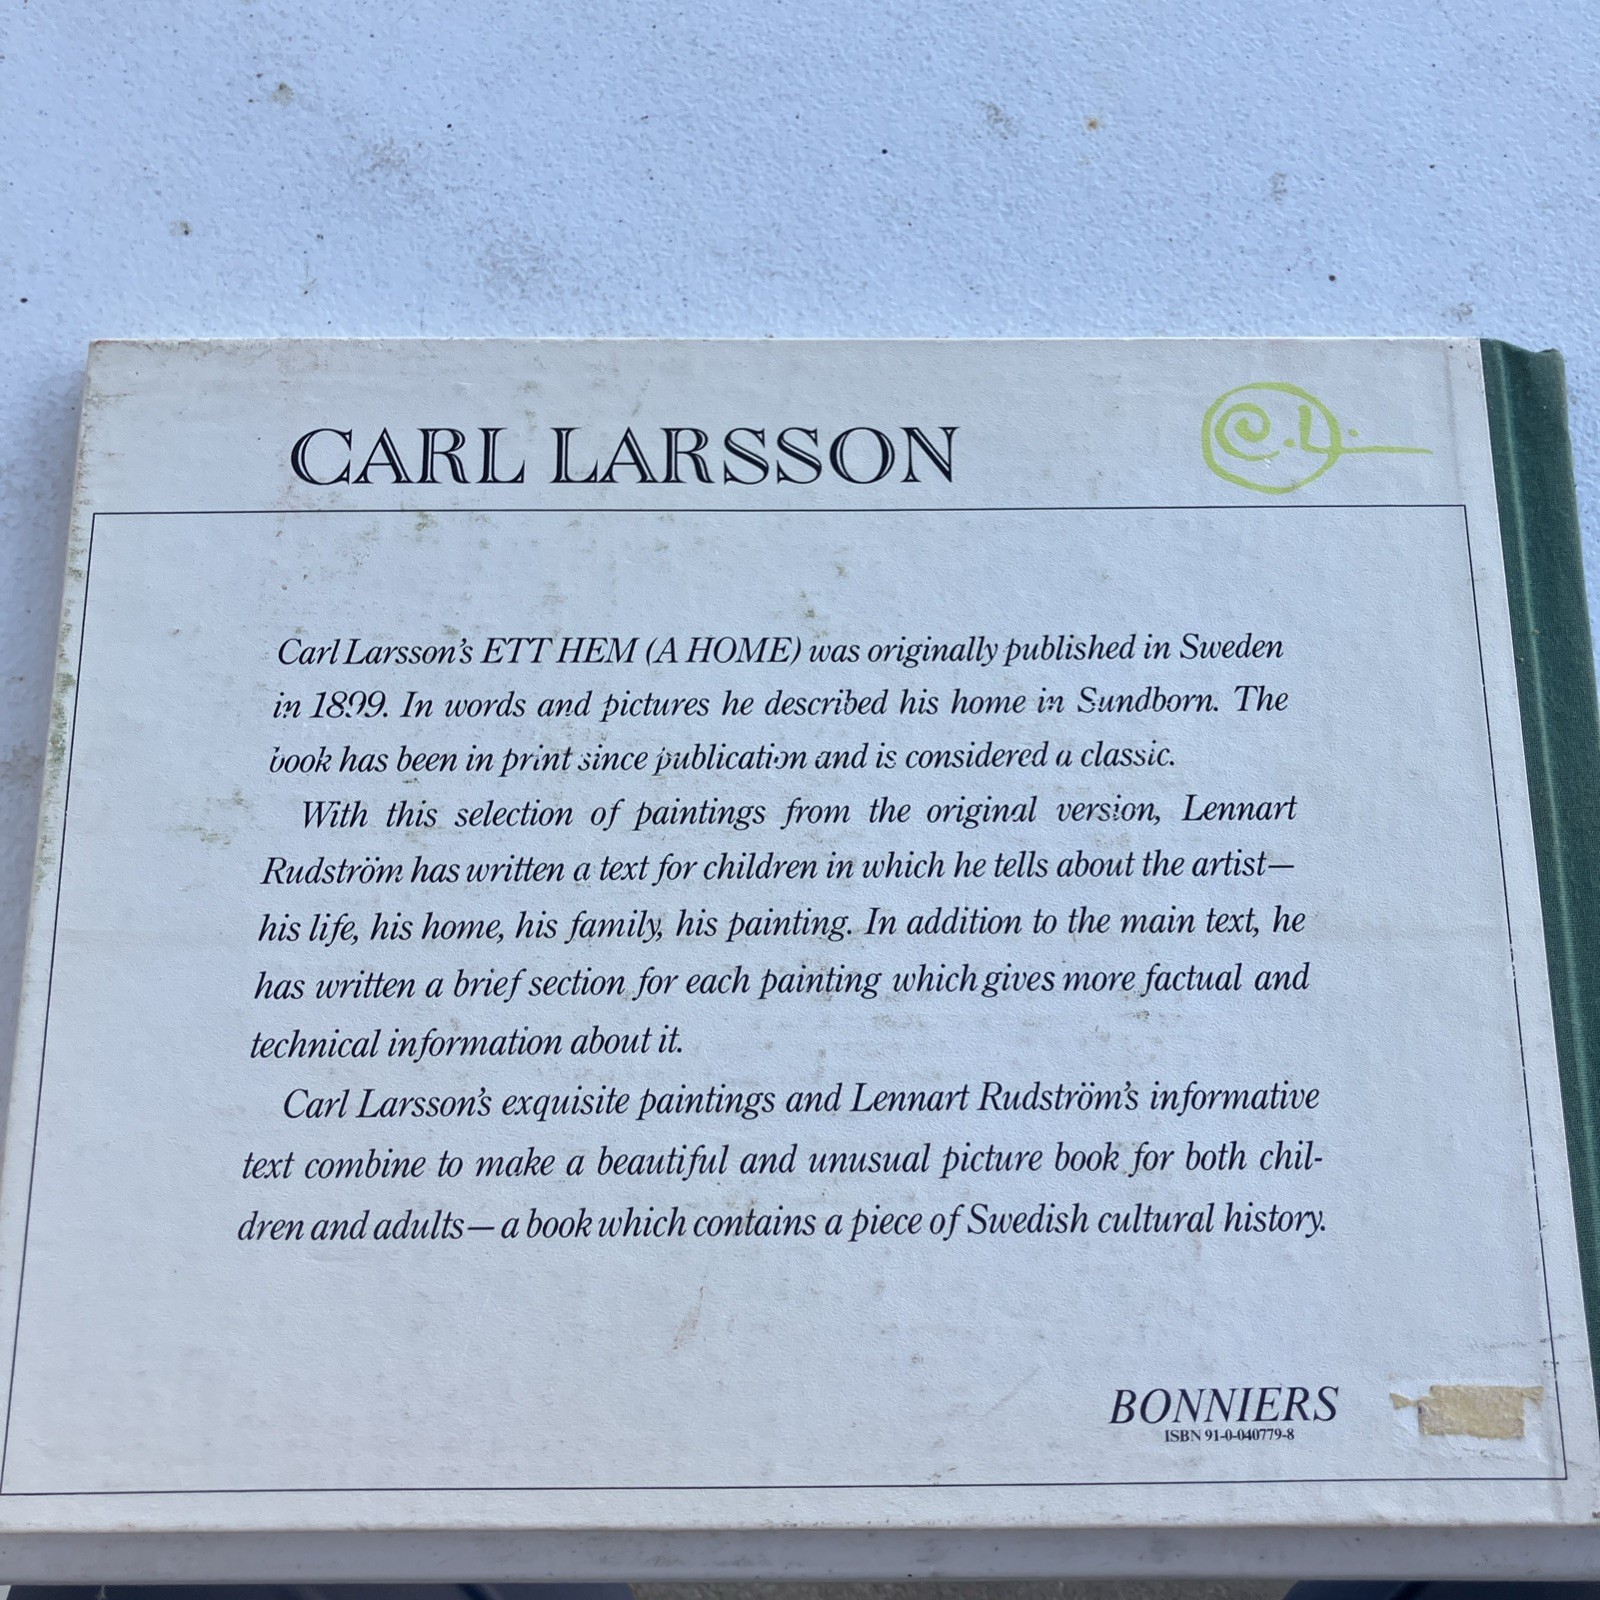 CARL LARSSON
C.L.
Carl Larsson's ETT HEM (A HOME) was originally published in Sweden
in 1899. In words and pictures he described his home in Sundborn. The
book has been in print since publication and is considered a classic.
With this selection of paintings from the original version, Lennart
Rudström has written a text for children in which he tells about the artist—
his life, his home, his family, his painting. In addition to the main text, he
has written a brief section for each painting which gives more factual and
technical information about it.
Carl Larsson's exquisite paintings and Lennart Rudström's informative
text combine to make a beautiful and unusual picture book for both chil-
dren and adults—a book which contains a piece of Swedish cultural history.
BONNIERS
ISBN 91-0-040779-8